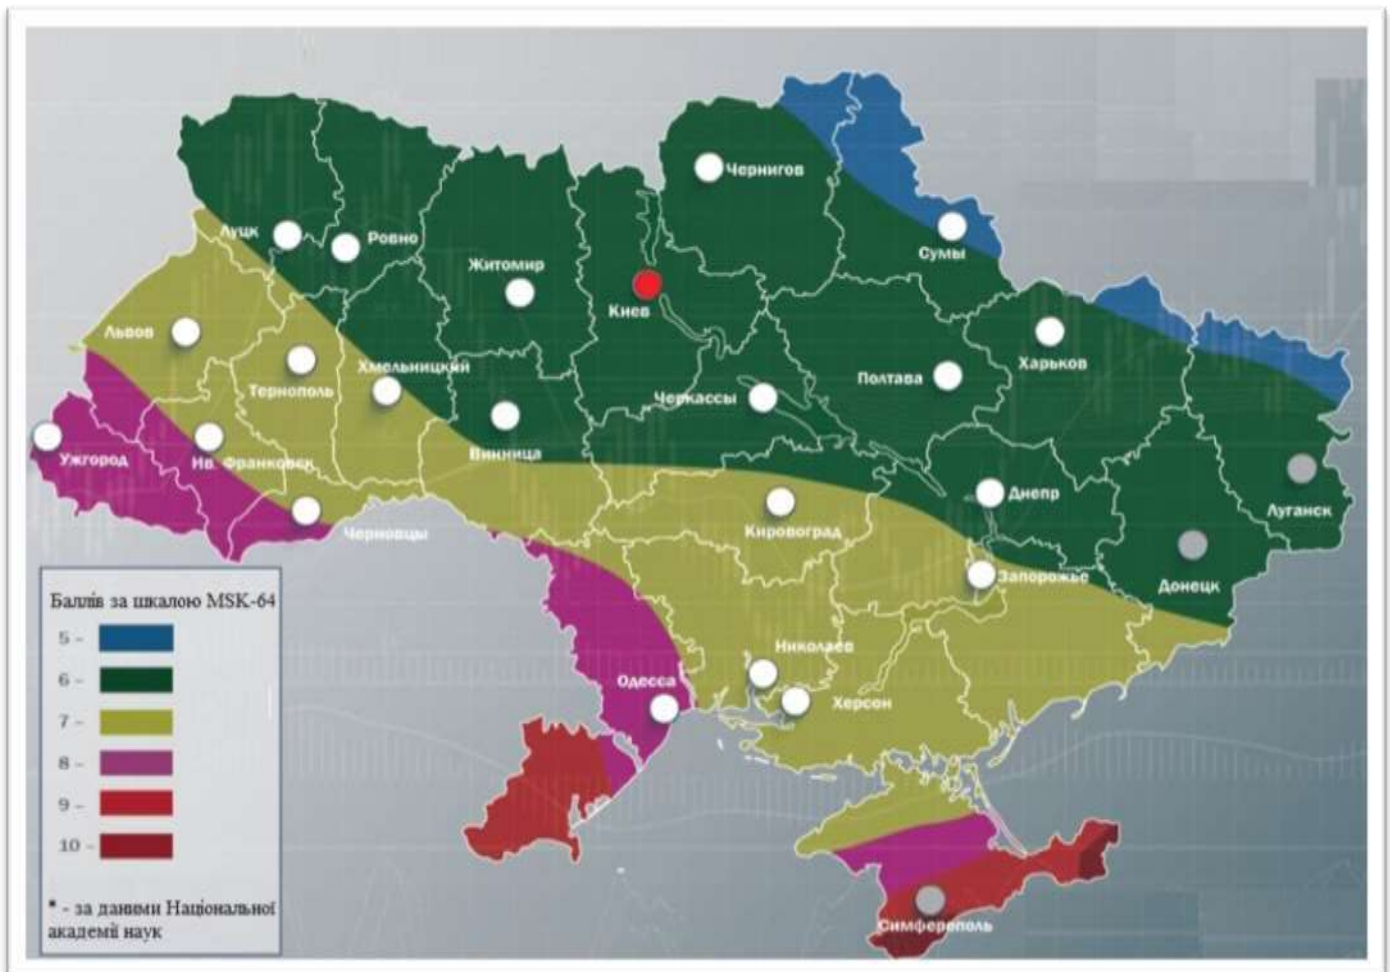 Чернигов
Луцк
Ровно
Житомир
Сумы
Киев
Львов
Хмельницкий
Тернополь
Харьков
Полтава
Черкассы
Винница
Ужгород
Ив. Франковск
Днепр
Луганск
Кировоград
Черновцы
Запорожье
Донецк
Николаев
Одесса
Херсон
Симферополь
Баллів за шкалою MSK-64
5 -
6 -
7 -
8 -
9 -
10 -
* - за даними Національної
академії наук